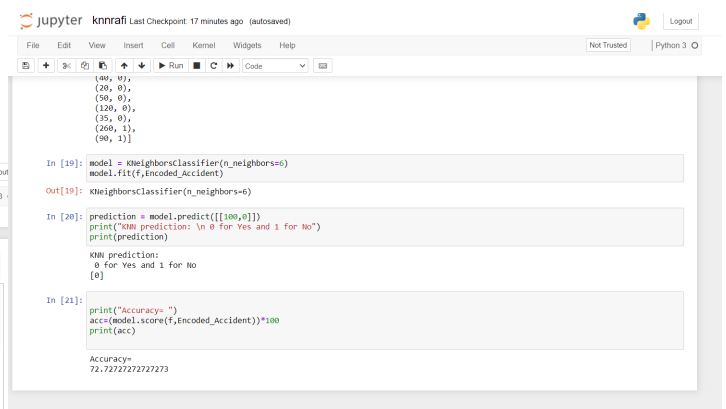 jupyter knnrafi Last Checkpoint: 17 minutes ago (autosaved)
Logout
File Edit View Insert Cell Kernel Widgets Help
Not Trusted Python 3
Run Code
(40, 0),
(20, 0),
(50, 0),
(120, 0),
(35, 0),
(260, 1),
(90, 1)]
In [19]: model = KNeighborsClassifier(n_neighbors=6)
model.fit(f,Encoded_Accident)
Out[19]: KNeighborsClassifier(n_neighbors=6)
In [20]: prediction = model.predict([[100,0]])
print("KNN prediction: \n 0 for Yes and 1 for No")
print(prediction)
KNN prediction:
0 for Yes and 1 for No
[0]
In [21]:
print("Accuracy= ")
acc=(model.score(f,Encoded_Accident))*100
print(acc)
Accuracy=
72.72727272727273